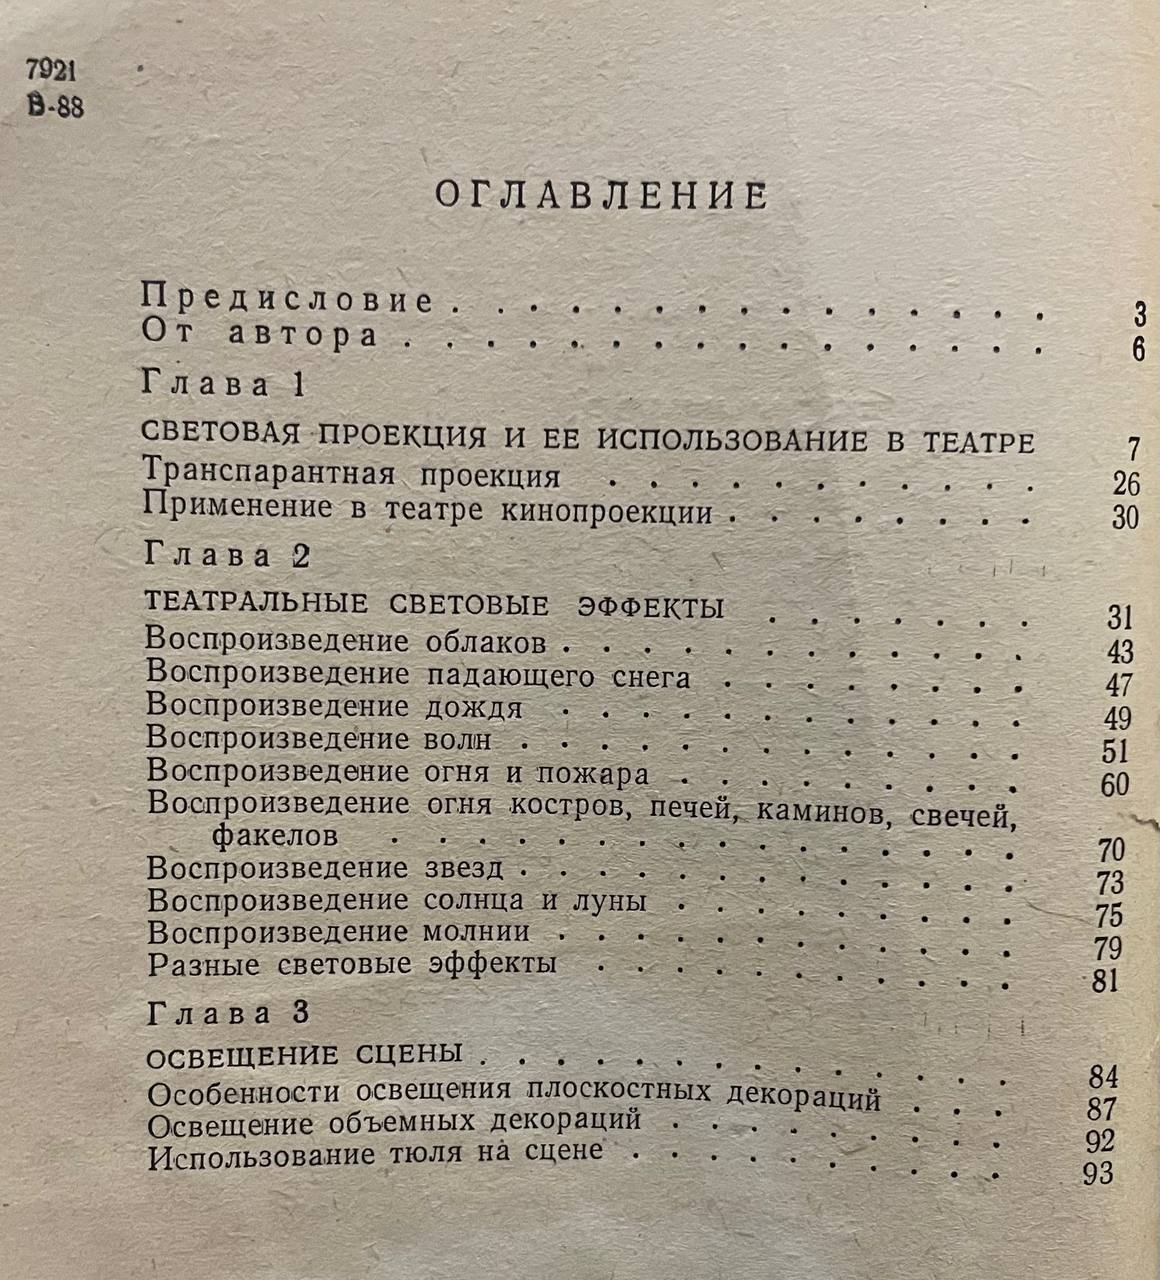 7921
В-88
ОГЛАВЛЕНИЕ
Предисловие . . . . . . . . . . . . . . . 3
От автора . . . . . . . . . . . . . . . . 6
Глава 1
СВЕТОВАЯ ПРОЕКЦИЯ И ЕЕ ИСПОЛЬЗОВАНИЕ В ТЕАТРЕ 7
Транспарантная проекция . . . . . . . . . . . 26
Применение в театре кинопроекции . . . . . . . . 30
Глава 2
ТЕАТРАЛЬНЫЕ СВЕТОВЫЕ ЭФФЕКТЫ . . . . . . . 31
Воспроизведение облаков . . . . . . . . . . . . 43
Воспроизведение падающего снега . . . . . . . . 47
Воспроизведение дождя . . . . . . . . . . . . 49
Воспроизведение волн . . . . . . . . . . . . . 51
Воспроизведение огня и пожара . . . . . . . . . 60
Воспроизведение огня костров, печей, каминов, свечей,
факелов . . . . . . . . . . . . . . . . 70
Воспроизведение звезд . . . . . . . . . . . . . 73
Воспроизведение солнца и луны . . . . . . . . . 75
Воспроизведение молнии . . . . . . . . . . . . 79
Разные световые эффекты . . . . . . . . . . . 81
Глава 3
ОСВЕЩЕНИЕ СЦЕНЫ . . . . . . . . . . . . . . 84
Особенности освещения плоскостных декораций . . . 87
Освещение объемных декораций . . . . . . . . . 92
Использование тюля на сцене . . . . . . . . . . 93